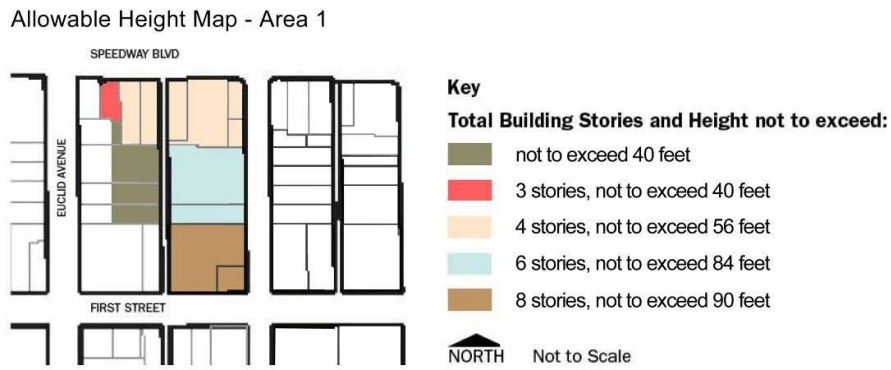 Allowable Height Map - Area 1
SPEEDWAY BLVD
EUCLID AVENUE
FIRST STREET
Key
Total Building Stories and Height not to exceed:
not to exceed 40 feet
3 stories, not to exceed 40 feet
4 stories, not to exceed 56 feet
6 stories, not to exceed 84 feet
8 stories, not to exceed 90 feet
NORTH Not to Scale